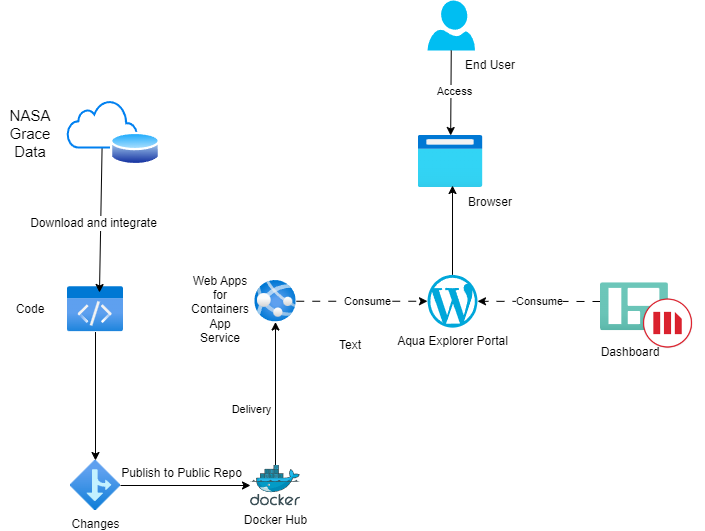 End User
Access
NASA
Grace
Data
Browser
Download and integrate
Web Apps
for
Containers
App
Service
Code
Consume
Consume
Aqua Explorer Portal
Text
Dashboard
Delivery
Publish to Public Repo
docker
Docker Hub
Changes